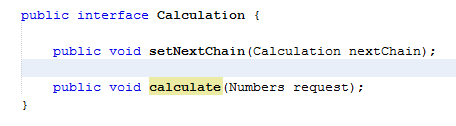 public interface Calculation {
public void setNextChain(Calculation nextChain);
public void calculate(Numbers request);
}